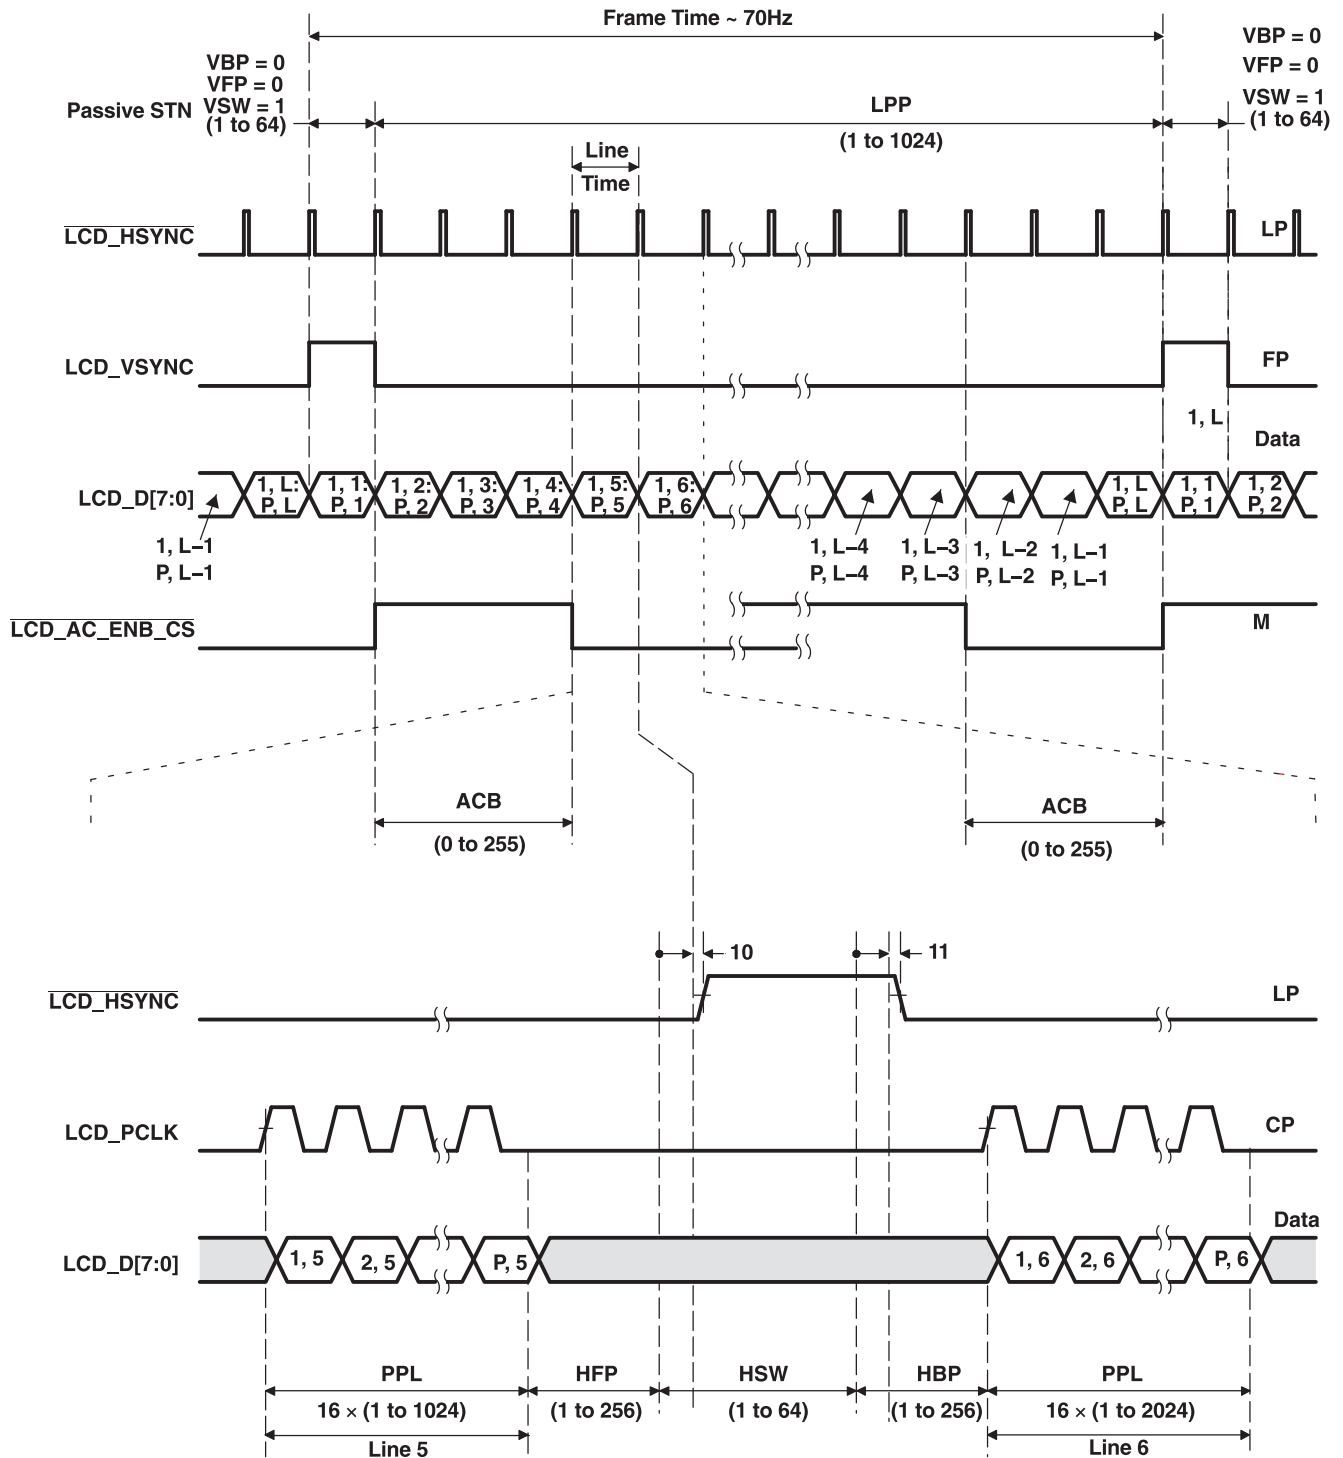 Frame Time ~ 70Hz
VBP = 0
VFP = 0
VSW = 1
(1 to 64)
VBP = 0
VFP = 0
VSW = 1
(1 to 64)
Passive STN
LPP
(1 to 1024)
Line
Time
LCD_HSYNC
LP
LCD_VSYNC
FP
1, L
Data
LCD_D[7:0]
1, L: 1, 1: 1, 2: 1, 3: 1, 4: 1, 5: 1, 6: 1, L 1, 1 1, 2
P, L P, 1 P, 2 P, 3 P, 4 P, 5 P, 6 P, L P, 1 P, 2
1, L–1 1, L–4 1, L–3 1, L–2 1, L–1
P, L–1 P, L–4 P, L–3 P, L–2 P, L–1
LCD_AC_ENB_CS
M
ACB ACB
(0 to 255) (0 to 255)
10 11
LCD_HSYNC
LP
LCD_PCLK
CP
Data
LCD_D[7:0]
1, 5 2, 5 P, 5 1, 6 2, 6 P, 6
PPL HFP HSW HBP PPL
16 × (1 to 1024) (1 to 256) (1 to 64) (1 to 256) 16 × (1 to 2024)
Line 5 Line 6